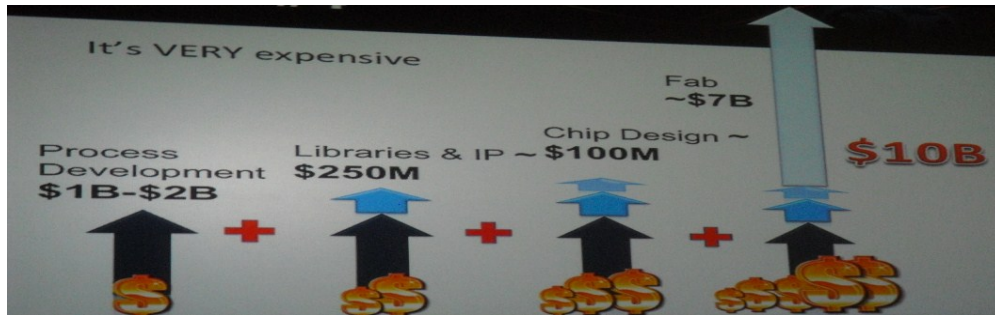 It's VERY expensive
Fab
~$7B
Chip Design ~
$100M
Process
Development
$1B-$2B
Libraries & IP ~
$250M
$10B